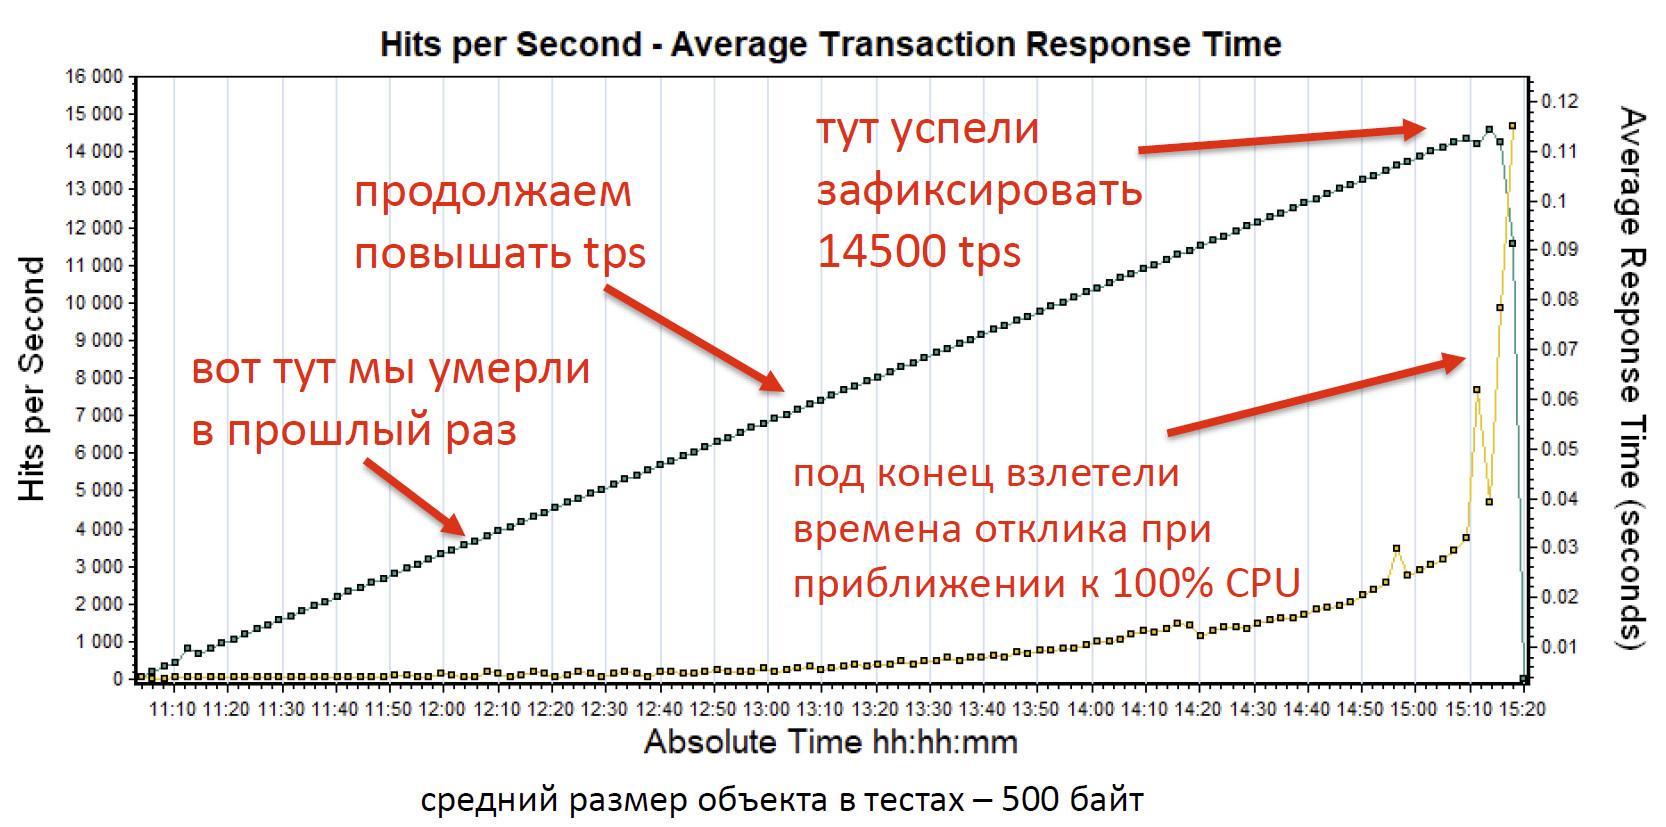 Hits per Second - Average Transaction Response Time
16 000
15 000
14 000
13 000
12 000
11 000
10 000
9 000
8 000
7 000
6 000
5 000
4 000
3 000
2 000
1 000
0
Hits per Second
вот тут мы умерли
в прошлый раз
продолжаем
повышать tps
тут успели
зафиксировать
14500 tps
под конец взлетели
времена отклика при
приближении к 100% CPU
0.12
0.11
0.1
0.09
0.08
0.07
0.06
0.05
0.04
0.03
0.02
0.01
Average Response Time (seconds)
11:10 11:20 11:30 11:40 11:50 12:00 12:10 12:20 12:30 12:40 12:50 13:00 13:10 13:20 13:30 13:40 13:50 14:00 14:10 14:20 14:30 14:40 14:50 15:00 15:10 15:20
Absolute Time hh:hh:mm
средний размер объекта в тестах – 500 байт